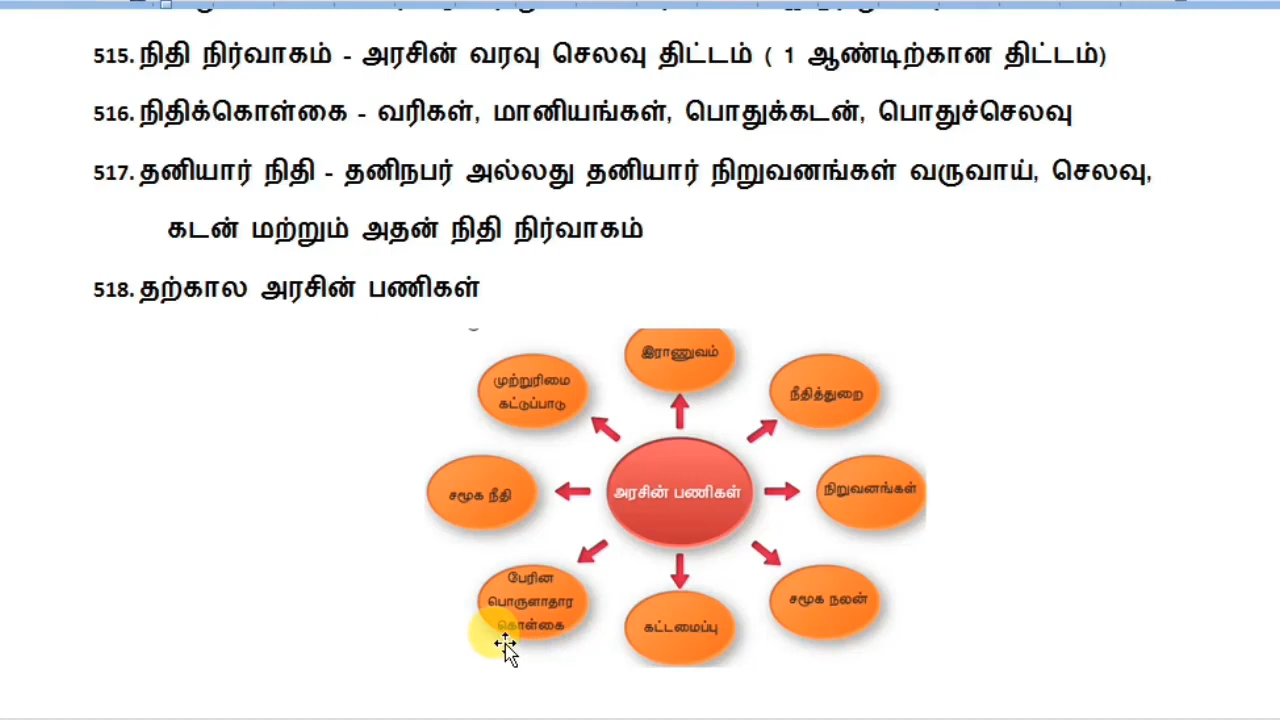 515. நிதி நிர்வாகம் - அரசின் வரவு செலவு திட்டம் ( 1 ஆண்டிற்கான திட்டம்)
516. நிதிக்கொள்கை - வரிகள், மானியங்கள், பொதுக்கடன், பொதுச்செலவு
517. தனியார் நிதி - தனிநபர் அல்லது தனியார் நிறுவனங்கள் வருவாய், செலவு,
கடன் மற்றும் அதன் நிதி நிர்வாகம்
518. தற்கால அரசின் பணிகள்
இராணுவம்
முற்றுரிமை
கட்டுப்பாடு
நீதித்துறை
சமூக நீதி
அரசின் பணிகள்
நிறுவனங்கள்
பேரின
பொருளாதார
கொள்கை
கட்டமைப்பு
சமூக நலன்